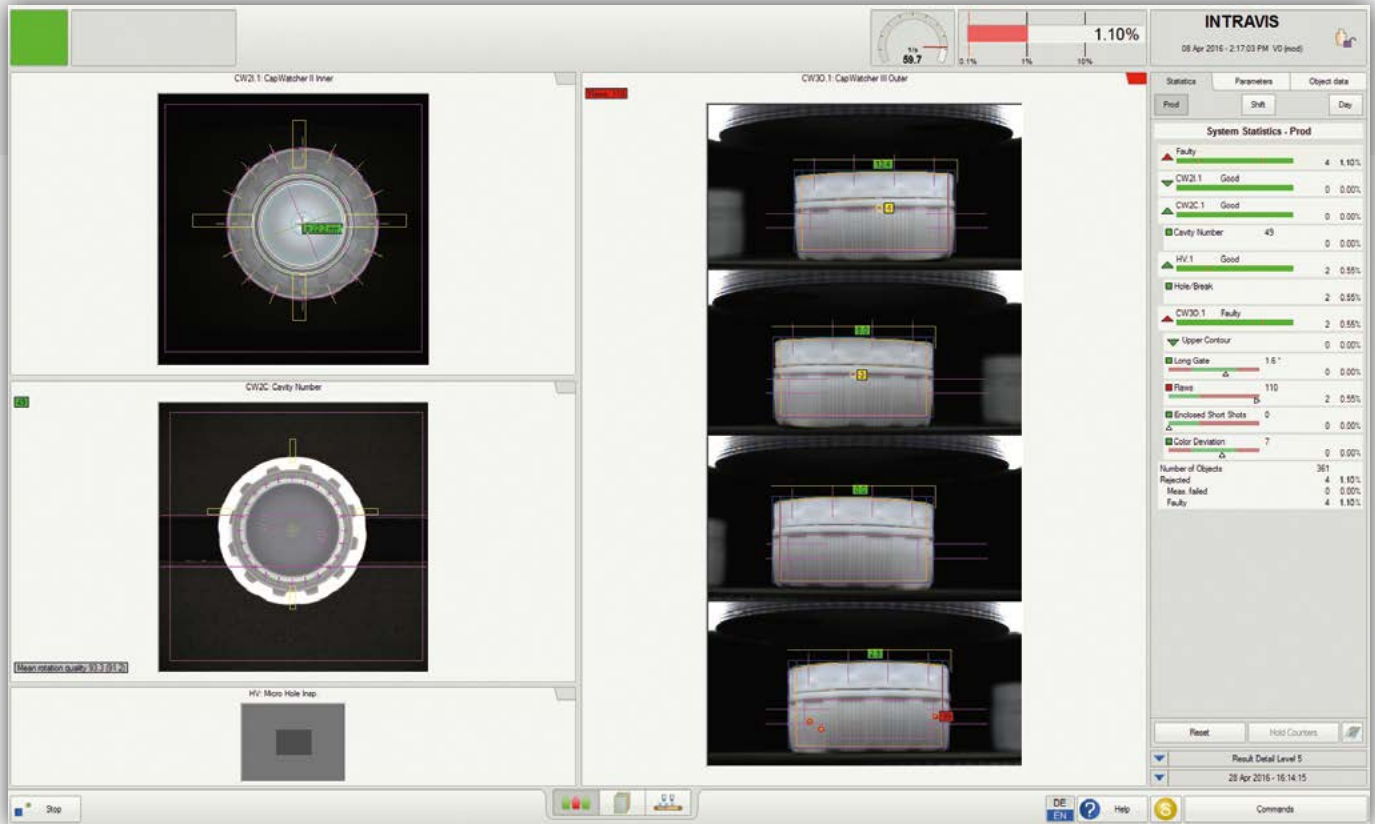 59.7
1/s
1.10%
0.1%
1%
10%
INTRAVIS
08 Apr 2016 - 2:17:03 PM V0 (mod)
CW2I.1: CapWatcher II Inner
CW2C: Cavity Number
49
Mean rotation quality
HV: Micro Hole Insp.
CW3O.1: CapWatcher III Outer
4
3
0.0
2.9
Statistics
Parameters
Object data
Prod
Shift
Day
System Statistics - Prod
Faulty
4 1.10%
CW2I.1 Good
0 0.00%
CW2C.1 Good
0 0.00%
Cavity Number 49
0 0.00%
HV.1 Good
2 0.55%
Hole/Break
2 0.55%
CW3O.1 Faulty
2 0.55%
Upper Contour
0 0.00%
Long Gate 1.6 °
0 0.00%
Flaws 110
2 0.55%
Enclosed Short Shots 0
0 0.00%
Color Deviation 7
0 0.00%
Number of Objects 361
Rejected 4 1.10%
Meas. failed 0 0.00%
Faulty 4 1.10%
Reset
Hold Counters
Result Detail Level 5
28 Apr 2016 - 16:14:15
Stop
DE
EN
?
Help
S
Commands